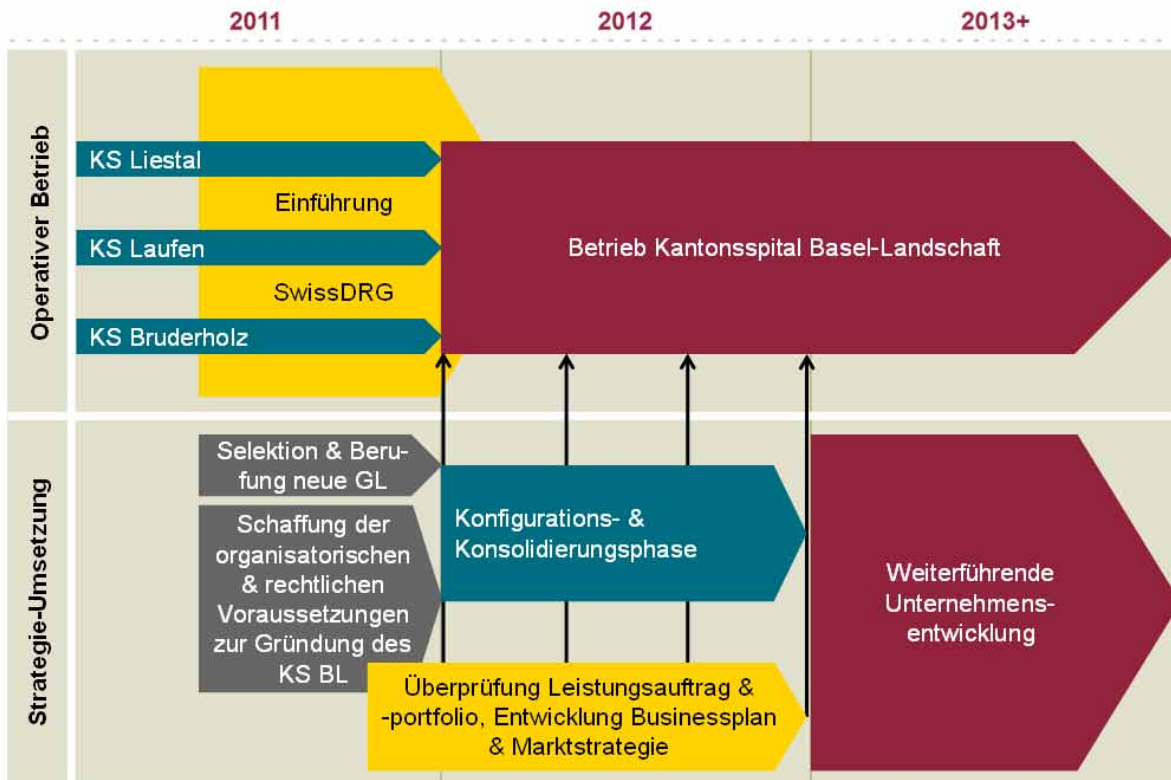 2011
2012
2013+
Operativer Betrieb
KS Liestal
Einführung
KS Laufen
SwissDRG
KS Bruderholz
Betrieb Kantonsspital Basel-Landschaft
Strategie-Umsetzung
Selektion & Beru-
fung neue GL
Schaffung der
organisatorischen
& rechtlichen
Voraussetzungen
zur Gründung des
KS BL
Konfigurations- &
Konsolidierungsphase
Überprüfung Leistungsauftrag &
-portfolio, Entwicklung Businessplan
& Marktstrategie
Weiterführende
Unternehmens-
entwicklung